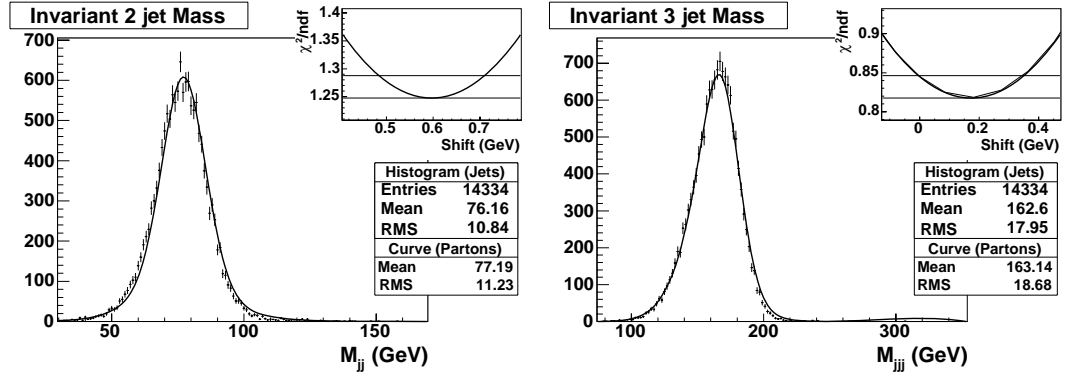 Invariant 2 jet Mass
700
600
500
400
300
200
100
0
50
100
150
M_jj (GeV)
χ²/ndf
1.4
1.35
1.3
1.25
0.5
0.6
0.7
Shift (GeV)
Histogram (Jets)
Entries 14334
Mean 76.16
RMS 10.84
Curve (Partons)
Mean 77.19
RMS 11.23
Invariant 3 jet Mass
700
600
500
400
300
200
100
0
100
200
300
M_jjj (GeV)
χ²/ndf
0.9
0.85
0.8
0
0.2
0.4
Shift (GeV)
Histogram (Jets)
Entries 14334
Mean 162.6
RMS 17.95
Curve (Partons)
Mean 163.14
RMS 18.68